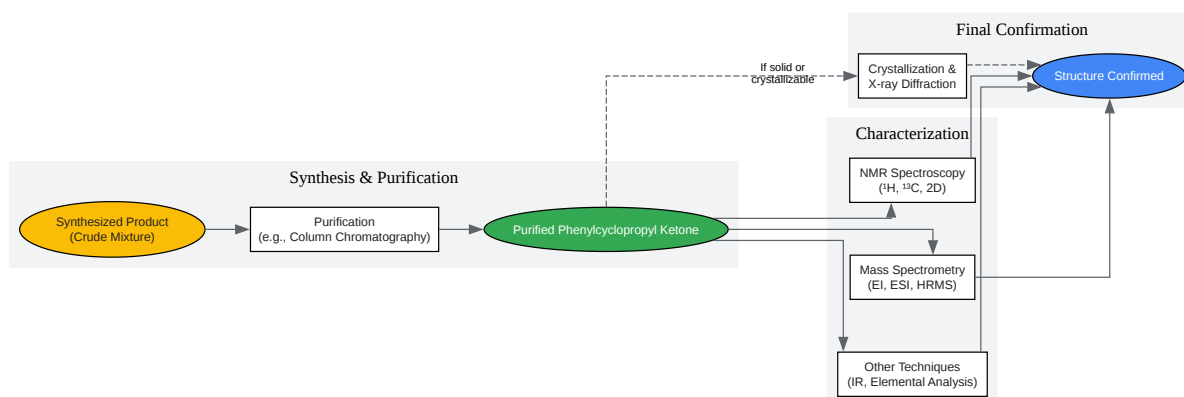 Final Confirmation
If solid or
crystallizable
Crystallization &
X-ray Diffraction
Structure Confirmed
Characterization
NMR Spectroscopy
(¹H, ¹³C, 2D)
Synthesis & Purification
Synthesized Product
(Crude Mixture)
Purification
(e.g., Column Chromatography)
Purified Phenylcyclopropyl Ketone
Mass Spectrometry
(EI, ESI, HRMS)
Other Techniques
(IR, Elemental Analysis)